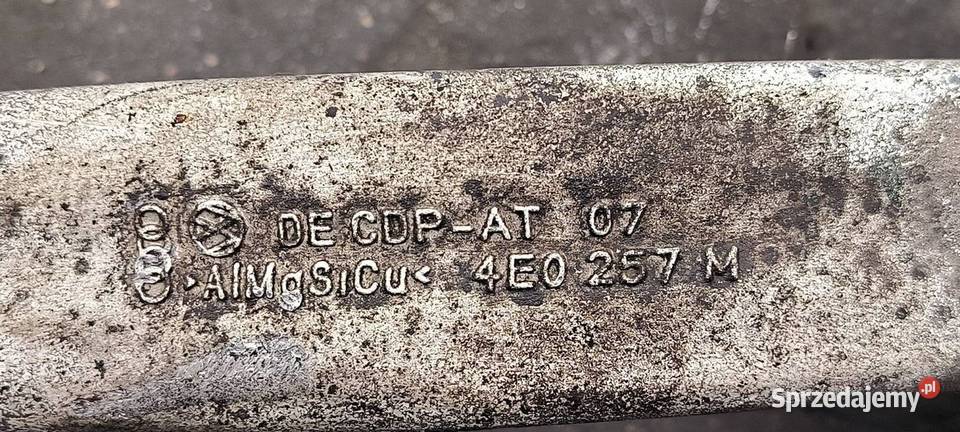 DE CDP-AT 07
>AlMgSiCu< 4E0 257 M
Sprzedajemy.pl